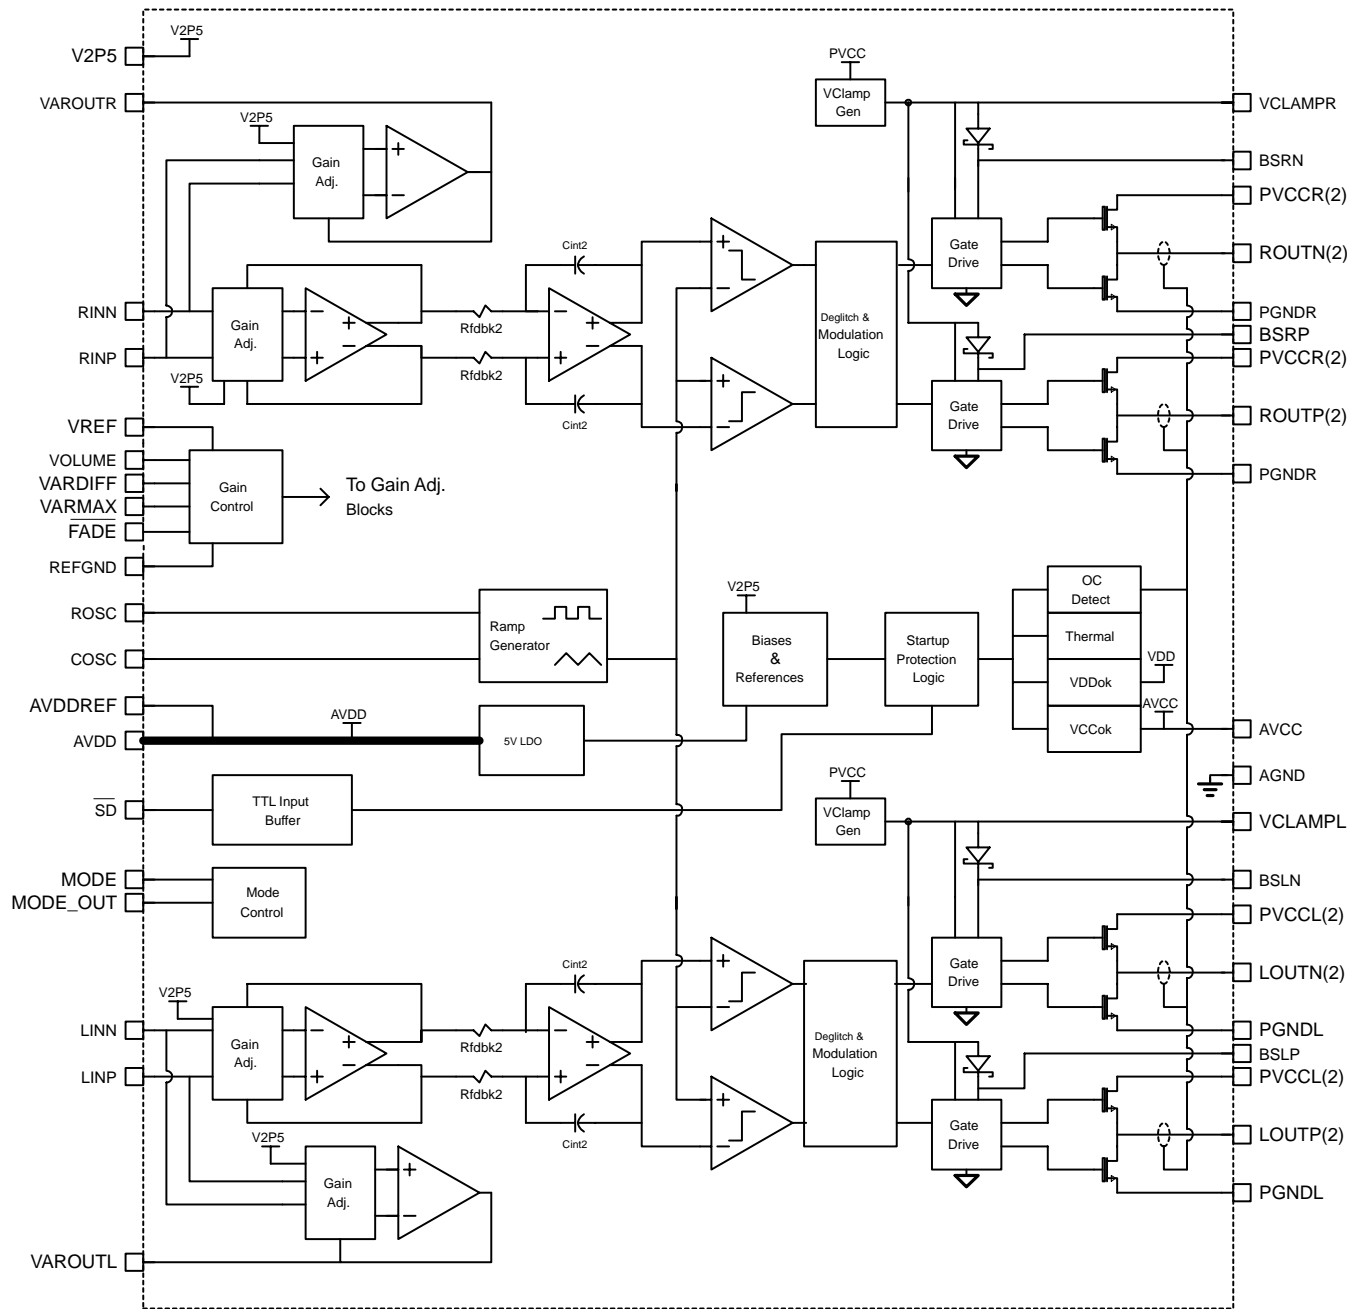 V2P5
V2P5
VAROUTR
V2P5
Gain
Adj.
PVCC
VClamp
Gen
VCLAMPR
BSRN
PVCCR(2)
Gate
Drive
ROUTN(2)
PGNDR
BSRP
PVCCR(2)
Gate
Drive
ROUTP(2)
PGNDR
RINN
RINP
Gain
Adj.
V2P5
Rfdbk2
Rfdbk2
Cint2
Cint2
Deglitch &
Modulation
Logic
VREF
VOLUME
VARDIFF
VARMAX
FADE
REFGND
Gain
Control
To Gain Adj.
Blocks
ROSC
COSC
Ramp
Generator
V2P5
Biases
&
References
Startup
Protection
Logic
OC
Detect
Thermal
VDDok
VDD
VCCok
AVCC
AVCC
AVDDREF
AVDD
AVDD
5V LDO
AGND
SD
TTL Input
Buffer
MODE
MODE_OUT
Mode
Control
PVCC
VClamp
Gen
VCLAMPL
BSLN
PVCCL(2)
Gate
Drive
LOUTN(2)
PGNDL
BSLP
PVCCL(2)
Gate
Drive
LOUTP(2)
PGNDL
V2P5
LINN
LINP
Gain
Adj.
Rfdbk2
Rfdbk2
Cint2
Cint2
Deglitch &
Modulation
Logic
V2P5
Gain
Adj.
VAROUTL